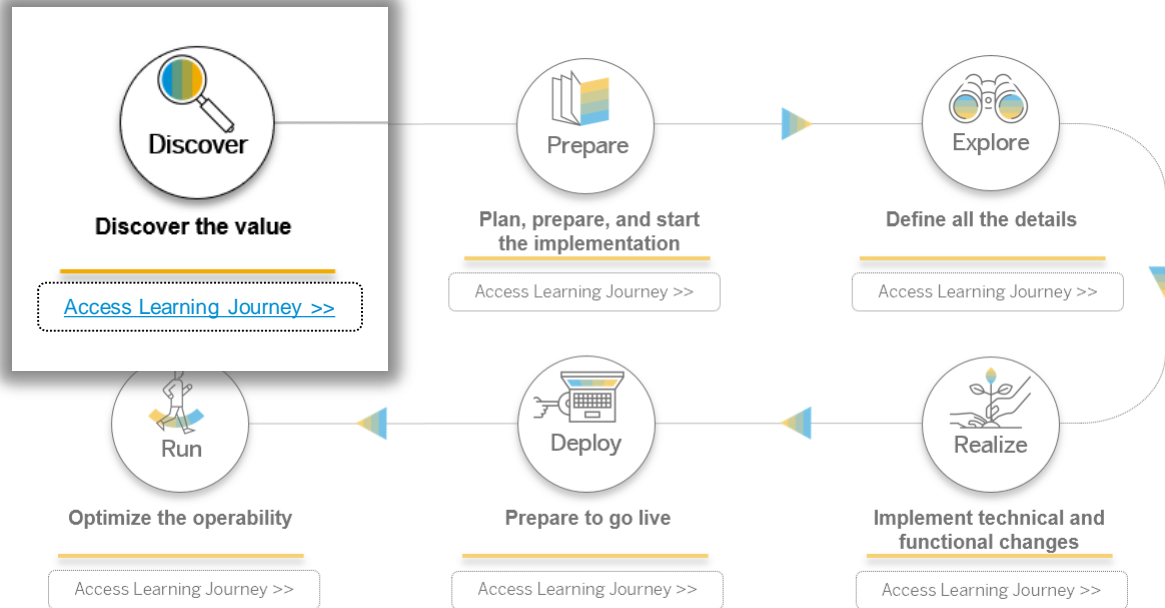 Discover
Discover the value
Access Learning Journey >>
Prepare
Plan, prepare, and start
the implementation
Access Learning Journey >>
Explore
Define all the details
Access Learning Journey >>
Run
Optimize the operability
Access Learning Journey >>
Deploy
Prepare to go live
Access Learning Journey >>
Realize
Implement technical and
functional changes
Access Learning Journey >>